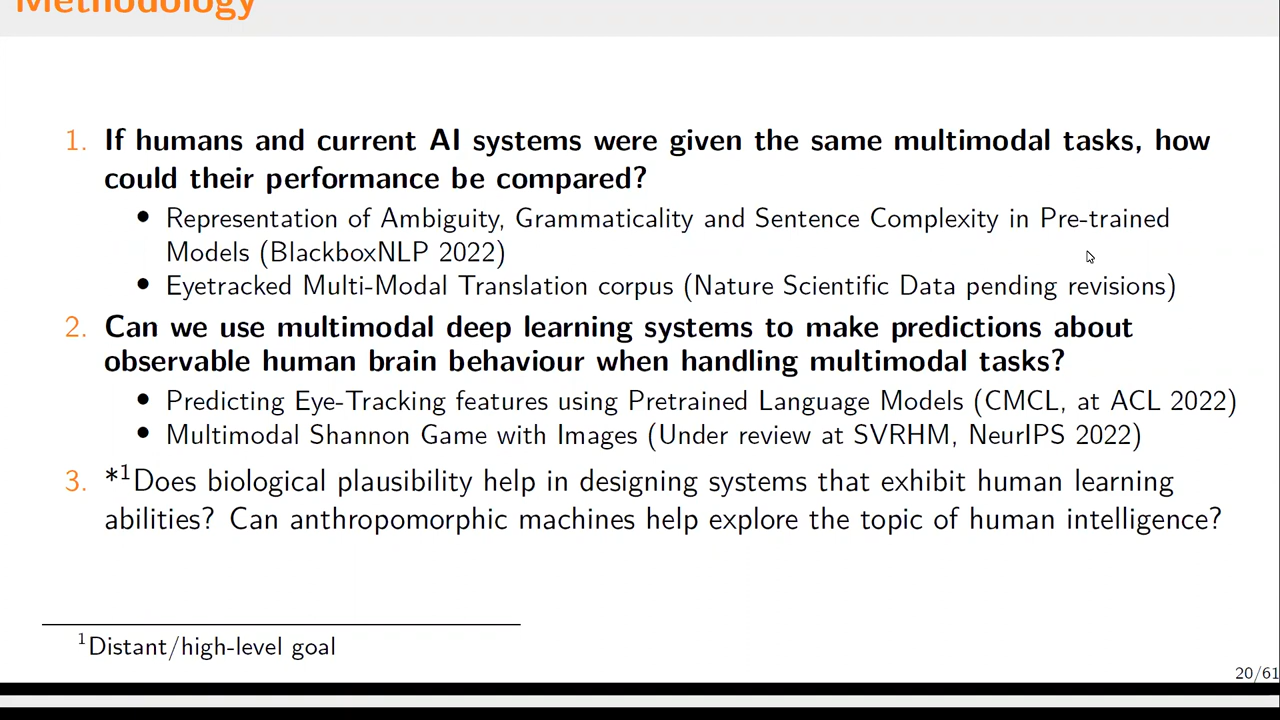 Methodology
1. If humans and current AI systems were given the same multimodal tasks, how
could their performance be compared?
• Representation of Ambiguity, Grammaticality and Sentence Complexity in Pre-trained
Models (BlackboxNLP 2022)
• Eyetracked Multi-Modal Translation corpus (Nature Scientific Data pending revisions)
2. Can we use multimodal deep learning systems to make predictions about
observable human brain behaviour when handling multimodal tasks?
• Predicting Eye-Tracking features using Pretrained Language Models (CMCL, at ACL 2022)
• Multimodal Shannon Game with Images (Under review at SVRHM, NeurIPS 2022)
3. *¹Does biological plausibility help in designing systems that exhibit human learning
abilities? Can anthropomorphic machines help explore the topic of human intelligence?
¹Distant/high-level goal
20/61